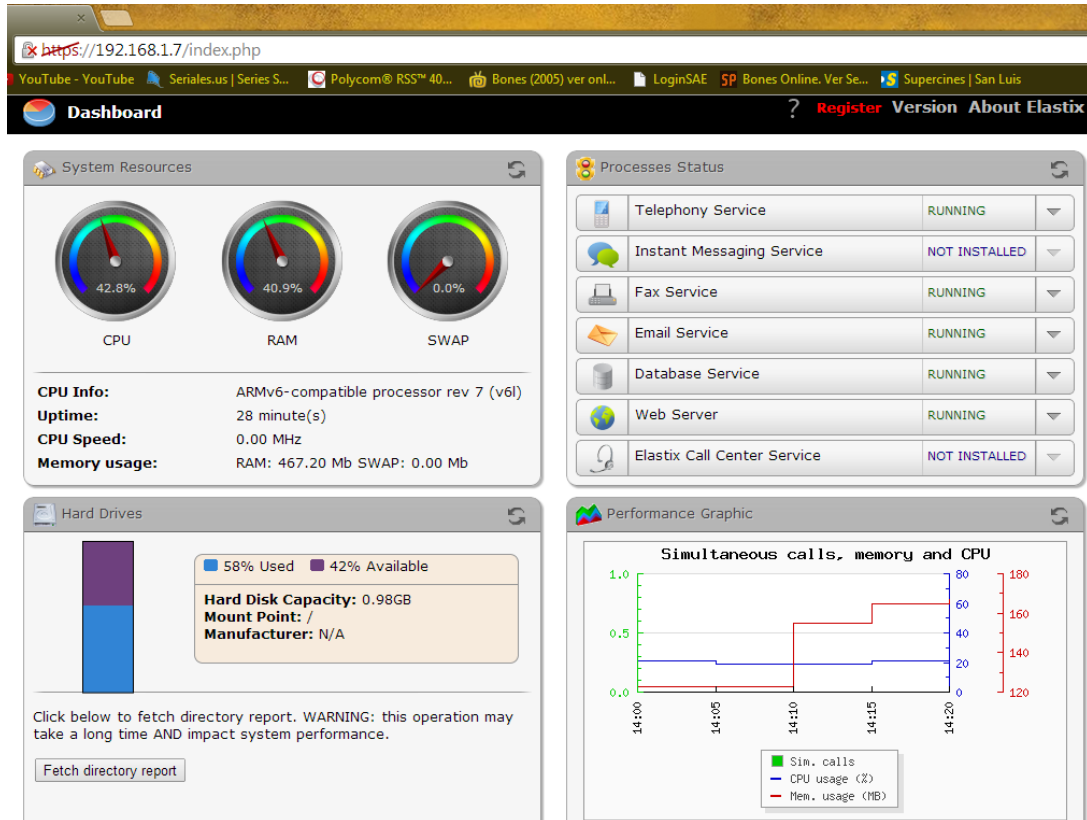 https://192.168.1.7/index.php
YouTube - YouTube Seriales.us | Series S... Polycom® RSS™ 40... Bones (2005) ver onl... LoginSAE SP Bones Online. Ver Se... Supercines | San Luis
Dashboard ? Register Version About Elastix
System Resources
42.8% 40.9% 0.0%
CPU RAM SWAP
CPU Info: ARMv6-compatible processor rev 7 (v6l)
Uptime: 28 minute(s)
CPU Speed: 0.00 MHz
Memory usage: RAM: 467.20 Mb SWAP: 0.00 Mb
Processes Status
Telephony Service RUNNING
Instant Messaging Service NOT INSTALLED
Fax Service RUNNING
Email Service RUNNING
Database Service RUNNING
Web Server RUNNING
Elastix Call Center Service NOT INSTALLED
Hard Drives
58% Used 42% Available
Hard Disk Capacity: 0.98GB
Mount Point: /
Manufacturer: N/A
Click below to fetch directory report. WARNING: this operation may
take a long time AND impact system performance.
Fetch directory report
Performance Graphic
Simultaneous calls, memory and CPU
1.0 80 180
60 160
0.5 40
140
20
0.0 0 120
14:00 14:05 14:10 14:15 14:20
Sim. calls
CPU usage (%)
Mem. usage (MB)